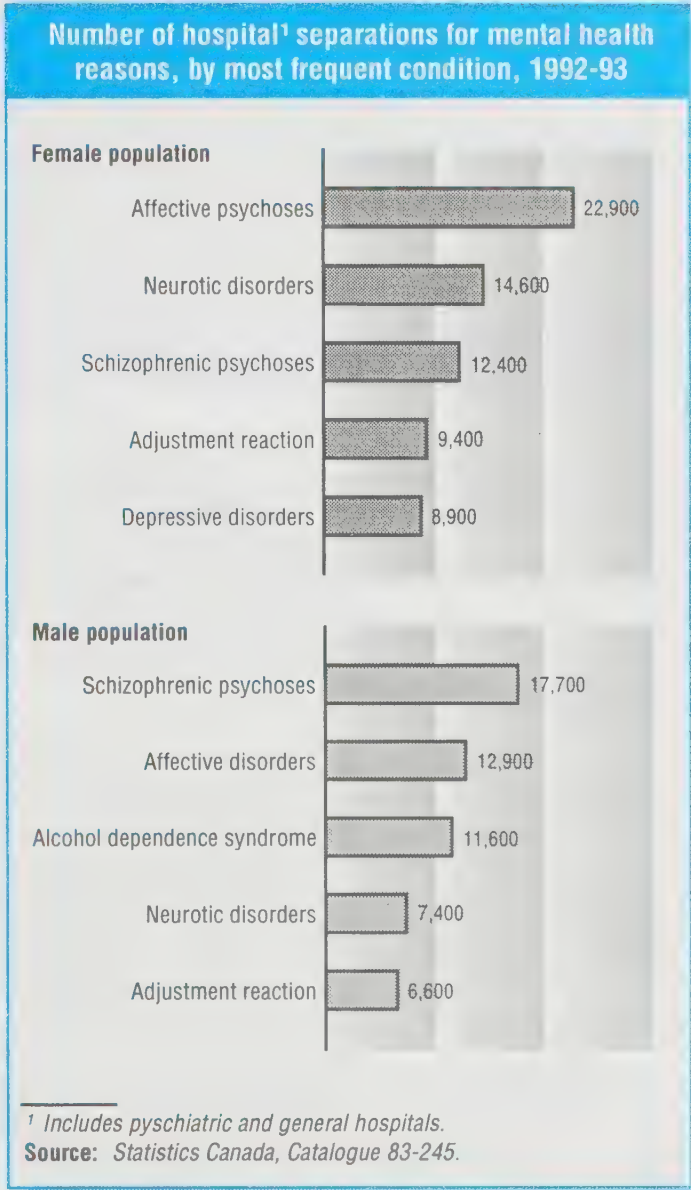 Number of hospital¹ separations for mental health
reasons, by most frequent condition, 1992-93
Female population
Affective psychoses 22,900
Neurotic disorders 14,600
Schizophrenic psychoses 12,400
Adjustment reaction 9,400
Depressive disorders 8,900
Male population
Schizophrenic psychoses 17,700
Affective disorders 12,900
Alcohol dependence syndrome 11,600
Neurotic disorders 7,400
Adjustment reaction 6,600
¹ Includes pyschiatric and general hospitals.
Source: Statistics Canada, Catalogue 83-245.